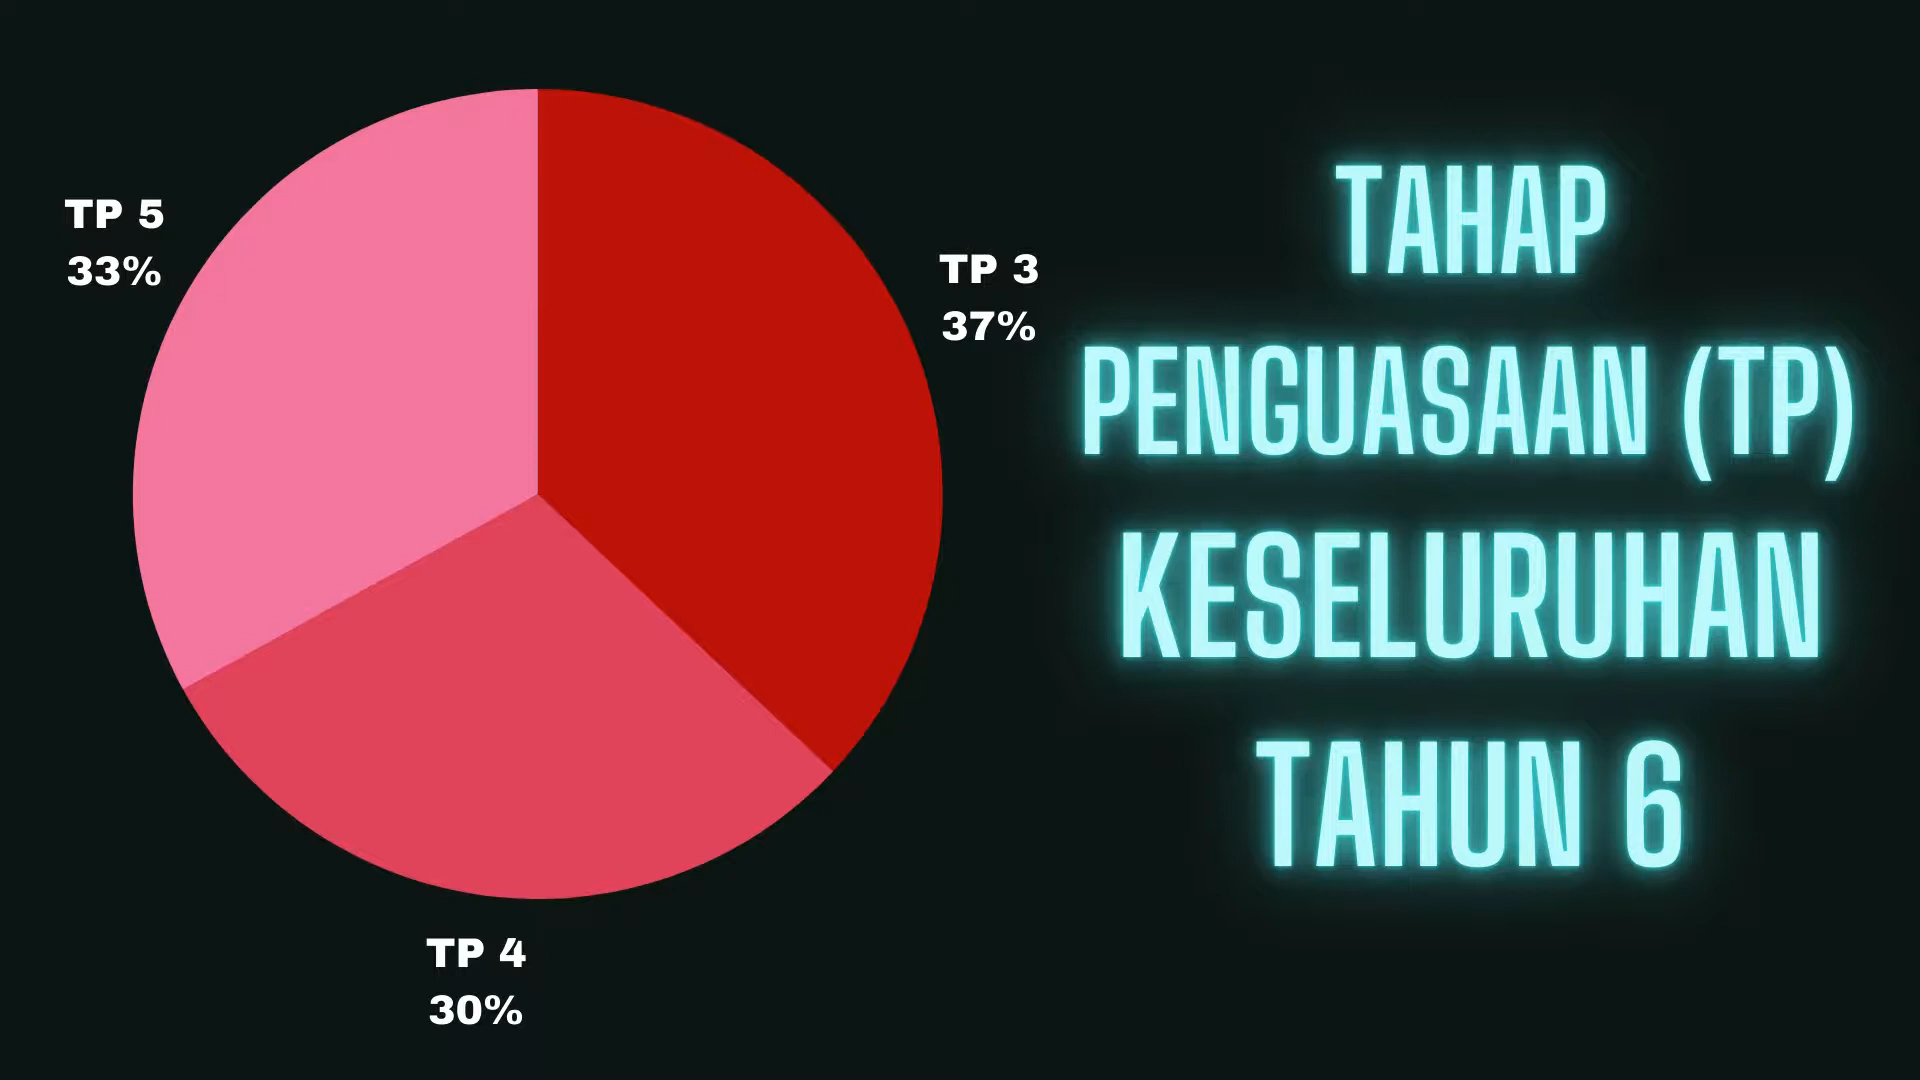 TP 5
33%
TP 3
37%
TP 4
30%
TAHAP
PENGUASAAN (TP)
KESELURUHAN
TAHUN 6